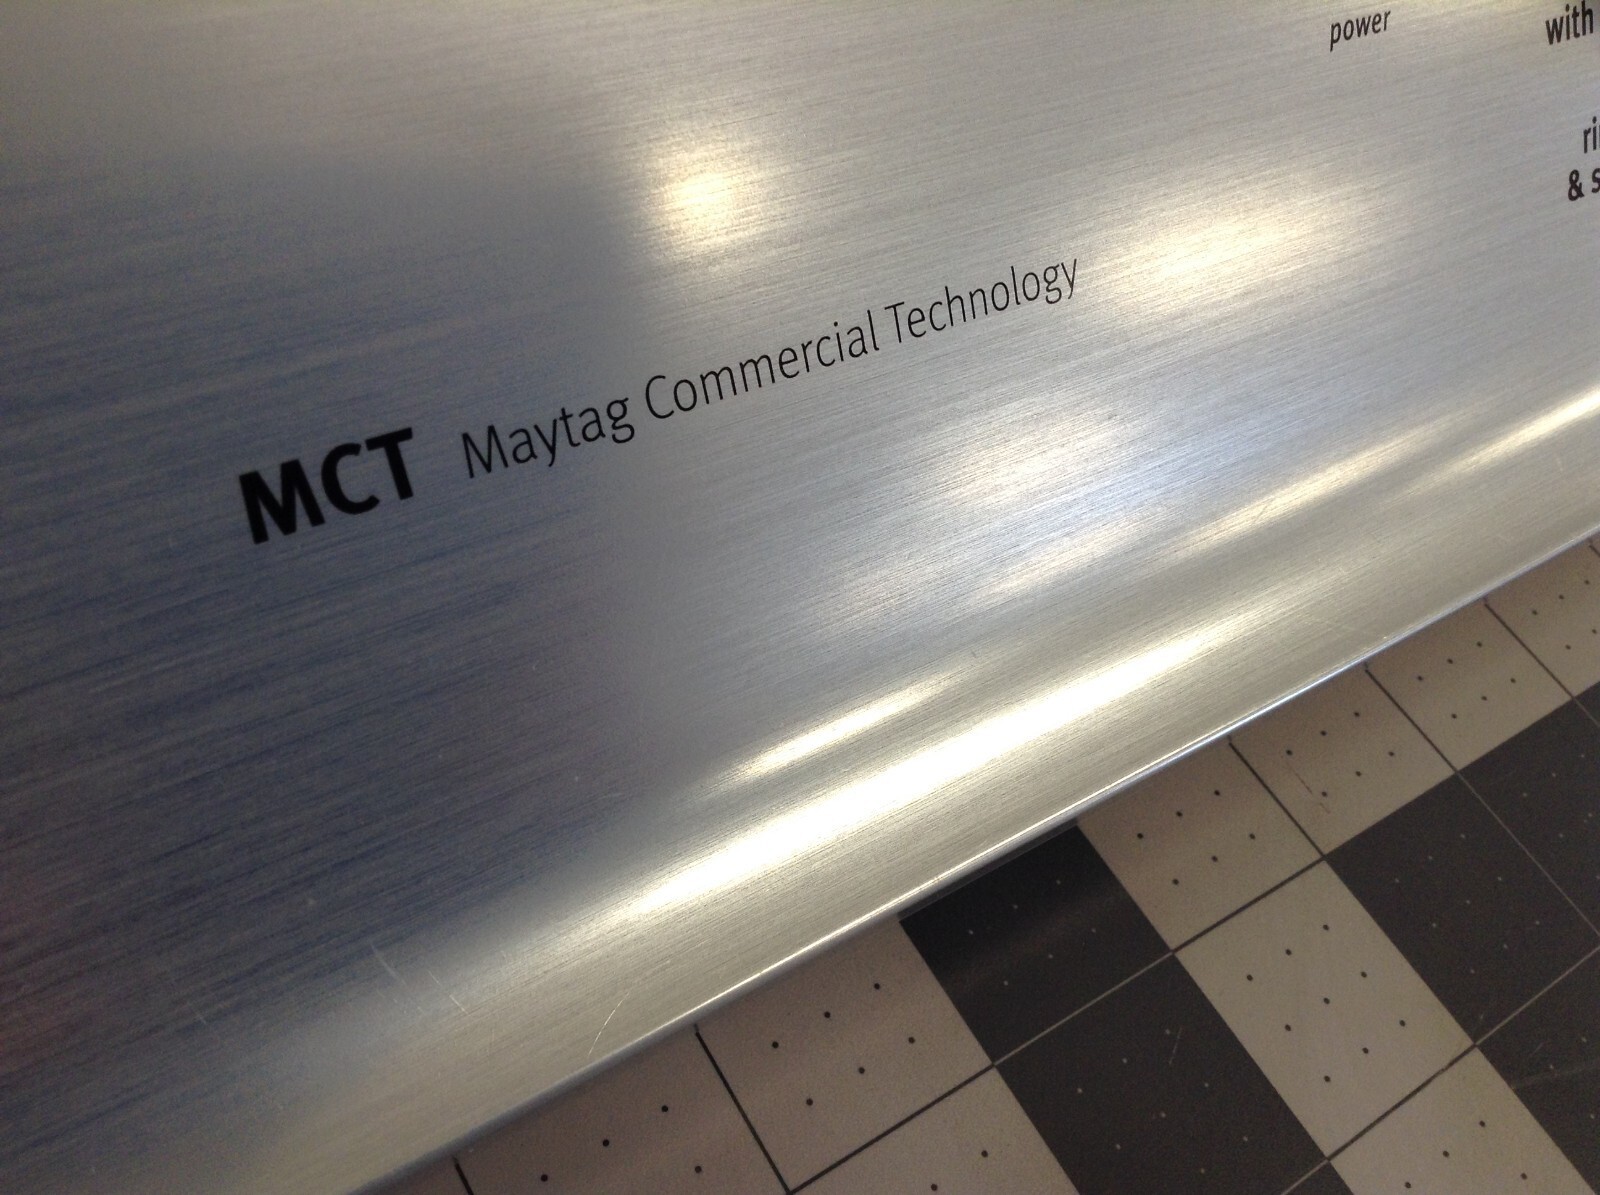 power
with
MCT Maytag Commercial Technology